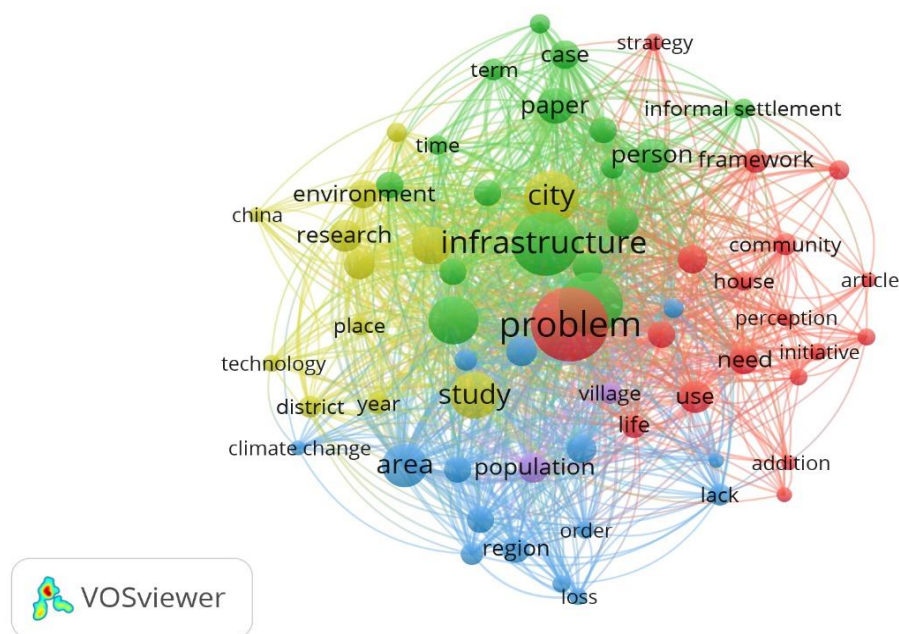 strategy
case
term
paper
informal settlement
time
person
framework
environment
city
china
research
infrastructure
community
house
article
place
problem
perception
technology
need
initiative
study
village
use
district
year
life
climate change
area
population
addition
lack
order
region
loss
VOSviewer